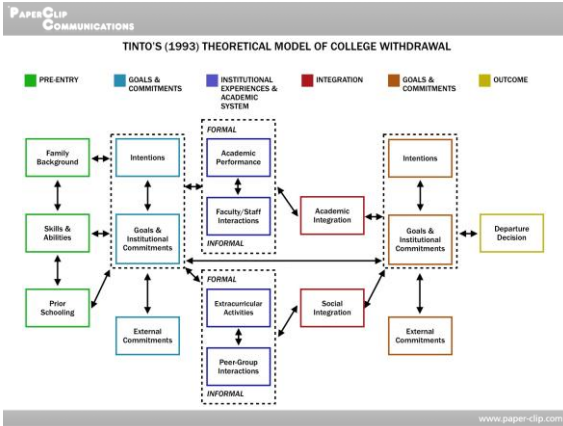 PAPERCLIP
COMMUNICATIONS
TINTO'S (1993) THEORETICAL MODEL OF COLLEGE WITHDRAWAL
PRE-ENTRY
GOALS &
COMMITMENTS
INSTITUTIONAL
EXPERIENCES &
ACADEMIC
SYSTEM
INTEGRATION
GOALS &
COMMITMENTS
OUTCOME
FORMAL
Family
Background
Intentions
Academic
Performance
Intentions
Skills &
Abilities
Goals &
Institutional
Commitments
Faculty/Staff
Interactions
INFORMAL
Academic
Integration
Goals &
Institutional
Commitments
Departure
Decision
FORMAL
Prior
Schooling
External
Commitments
Extracurricular
Activities
Peer-Group
Interactions
INFORMAL
Social
Integration
External
Commitments
www.paper-clip.com